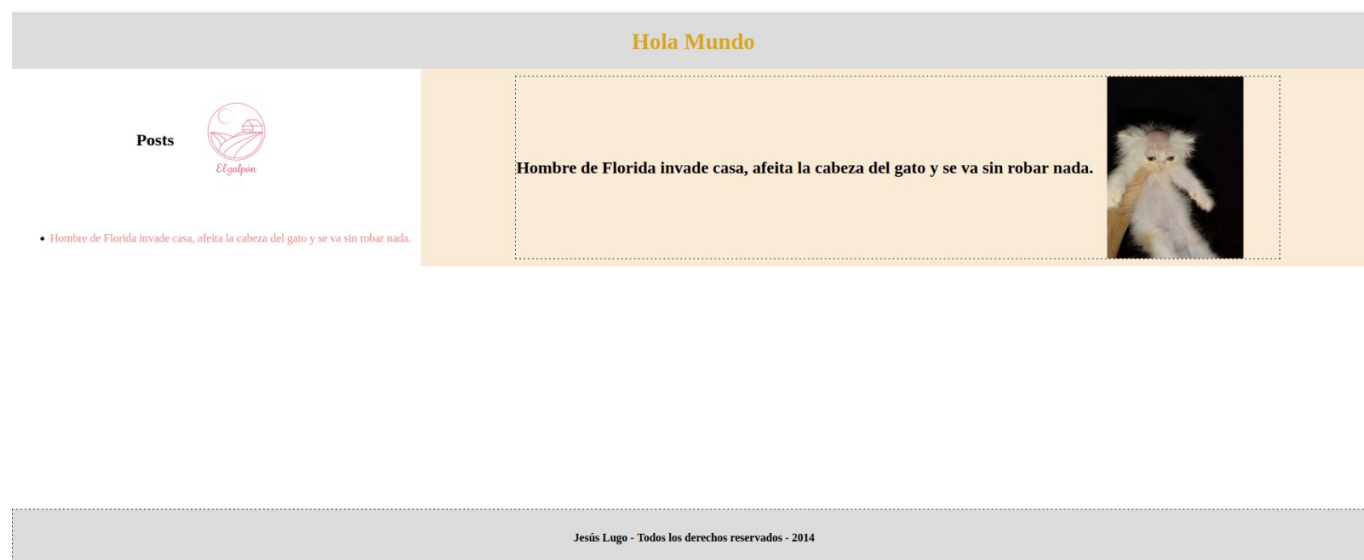 Hola Mundo
Posts
El galpón
Hombre de Florida invade casa, afeita la cabeza del gato y se va sin robar nada.
Hombre de Florida invade casa, afeita la cabeza del gato y se va sin robar nada.
Jesús Lugo - Todos los derechos reservados - 2014